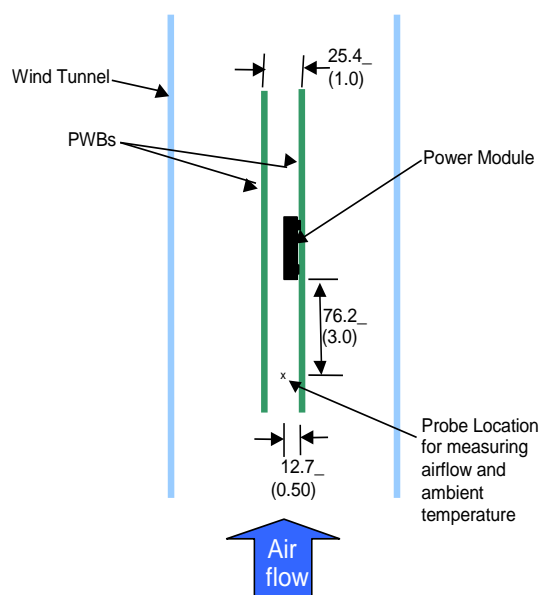 25.4_
(1.0)
Wind Tunnel
PWBs
Power Module
76.2_
(3.0)
x
Probe Location
for measuring
airflow and
ambient
temperature
12.7_
(0.50)
Air
flow